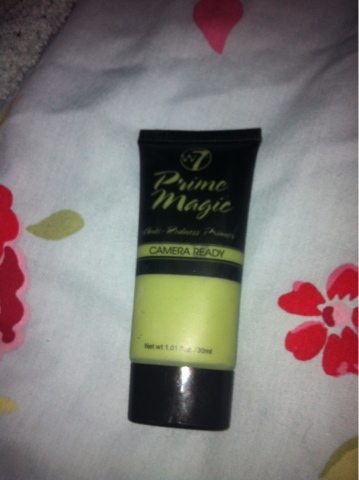 W7
Prime
Magic
Anti-Redness Primer
CAMERA READY
Net wt 1.01 fl.oz./30ml